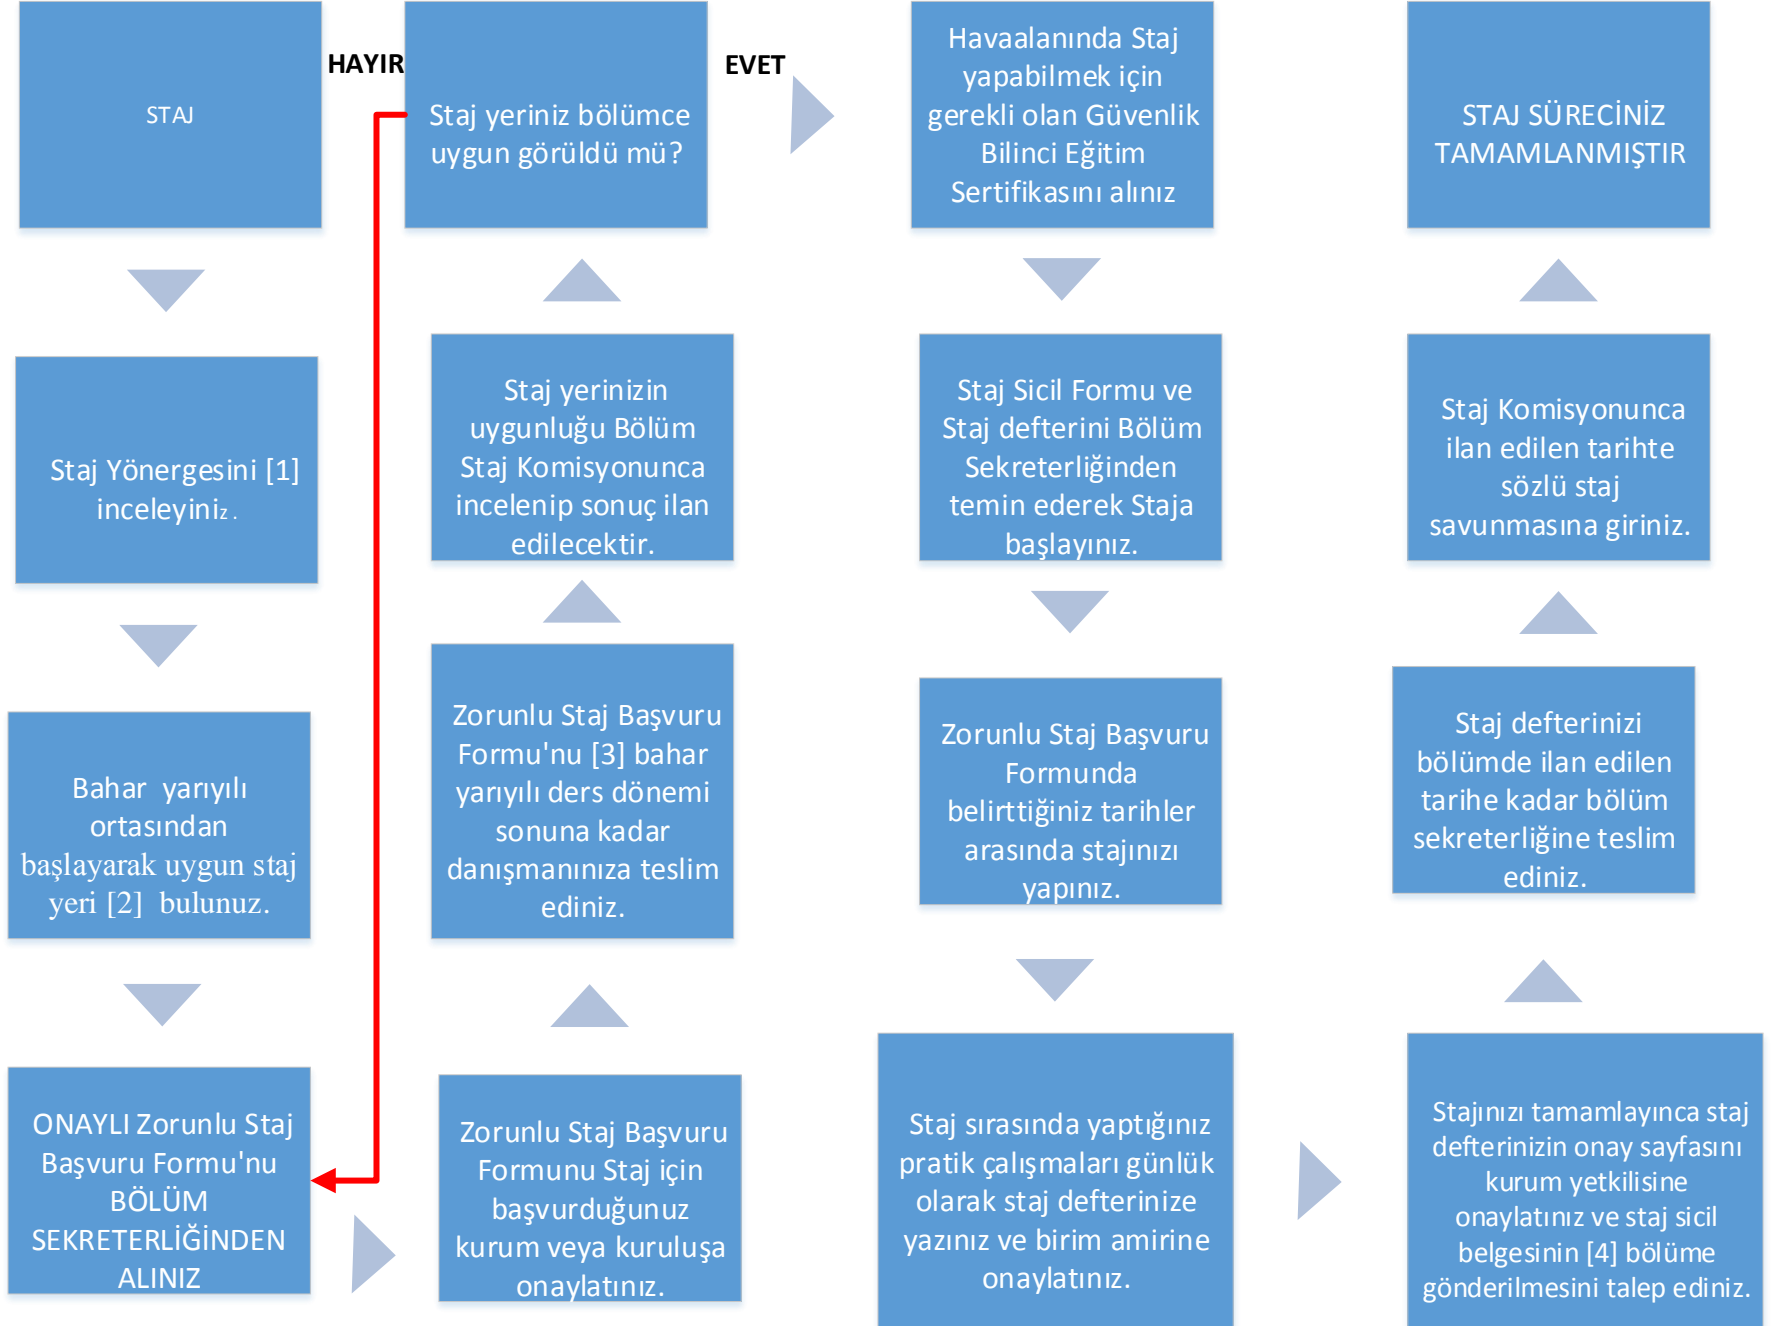 STAJ
Staj Yönergesini [1]
inceleyiniz .
Bahar yarıyılı
ortasından
başlayarak uygun staj
yeri [2] bulunuz.
ONAYLI Zorunlu Staj
Başvuru Formu'nu
BÖLÜM
SEKRETERLİĞİNDEN
ALINIZ
Zorunlu Staj Başvuru
Formunu Staj için
başvurduğunuz
kurum veya kuruluşa
onaylatınız.
Zorunlu Staj Başvuru
Formu'nu [3] bahar
yarıyılı ders dönemi
sonuna kadar
danışmanınıza teslim
ediniz.
Staj yerinizin
uygunluğu Bölüm
Staj Komisyonunca
incelenip sonuç ilan
edilecektir.
Staj yeriniz bölümce
uygun görüldü mü?
HAYIR
EVET
Havaalanında Staj
yapabilmek için
gerekli olan Güvenlik
Bilinci Eğitim
Sertifikasını alınız
Staj Sicil Formu ve
Staj defterini Bölüm
Sekreterliğinden
temin ederek Staja
başlayınız.
Zorunlu Staj Başvuru
Formunda
belirttiğiniz tarihler
arasında stajınızı
yapınız.
Staj sırasında yaptığınız
pratik çalışmaları günlük
olarak staj defterinize
yazınız ve birim amirine
onaylatınız.
Stajınızı tamamlayınca staj
defterinizin onay sayfasını
kurum yetkilisine
onaylatınız ve staj sicil
belgesinin [4] bölüme
gönderilmesini talep ediniz.
Staj defterinizi
bölümde ilan edilen
tarihe kadar bölüm
sekreterliğine teslim
ediniz.
Staj Komisyonunca
ilan edilen tarihte
sözlü staj
savunmasına giriniz.
STAJ SÜRECİNİZ
TAMAMLANMIŞTIR